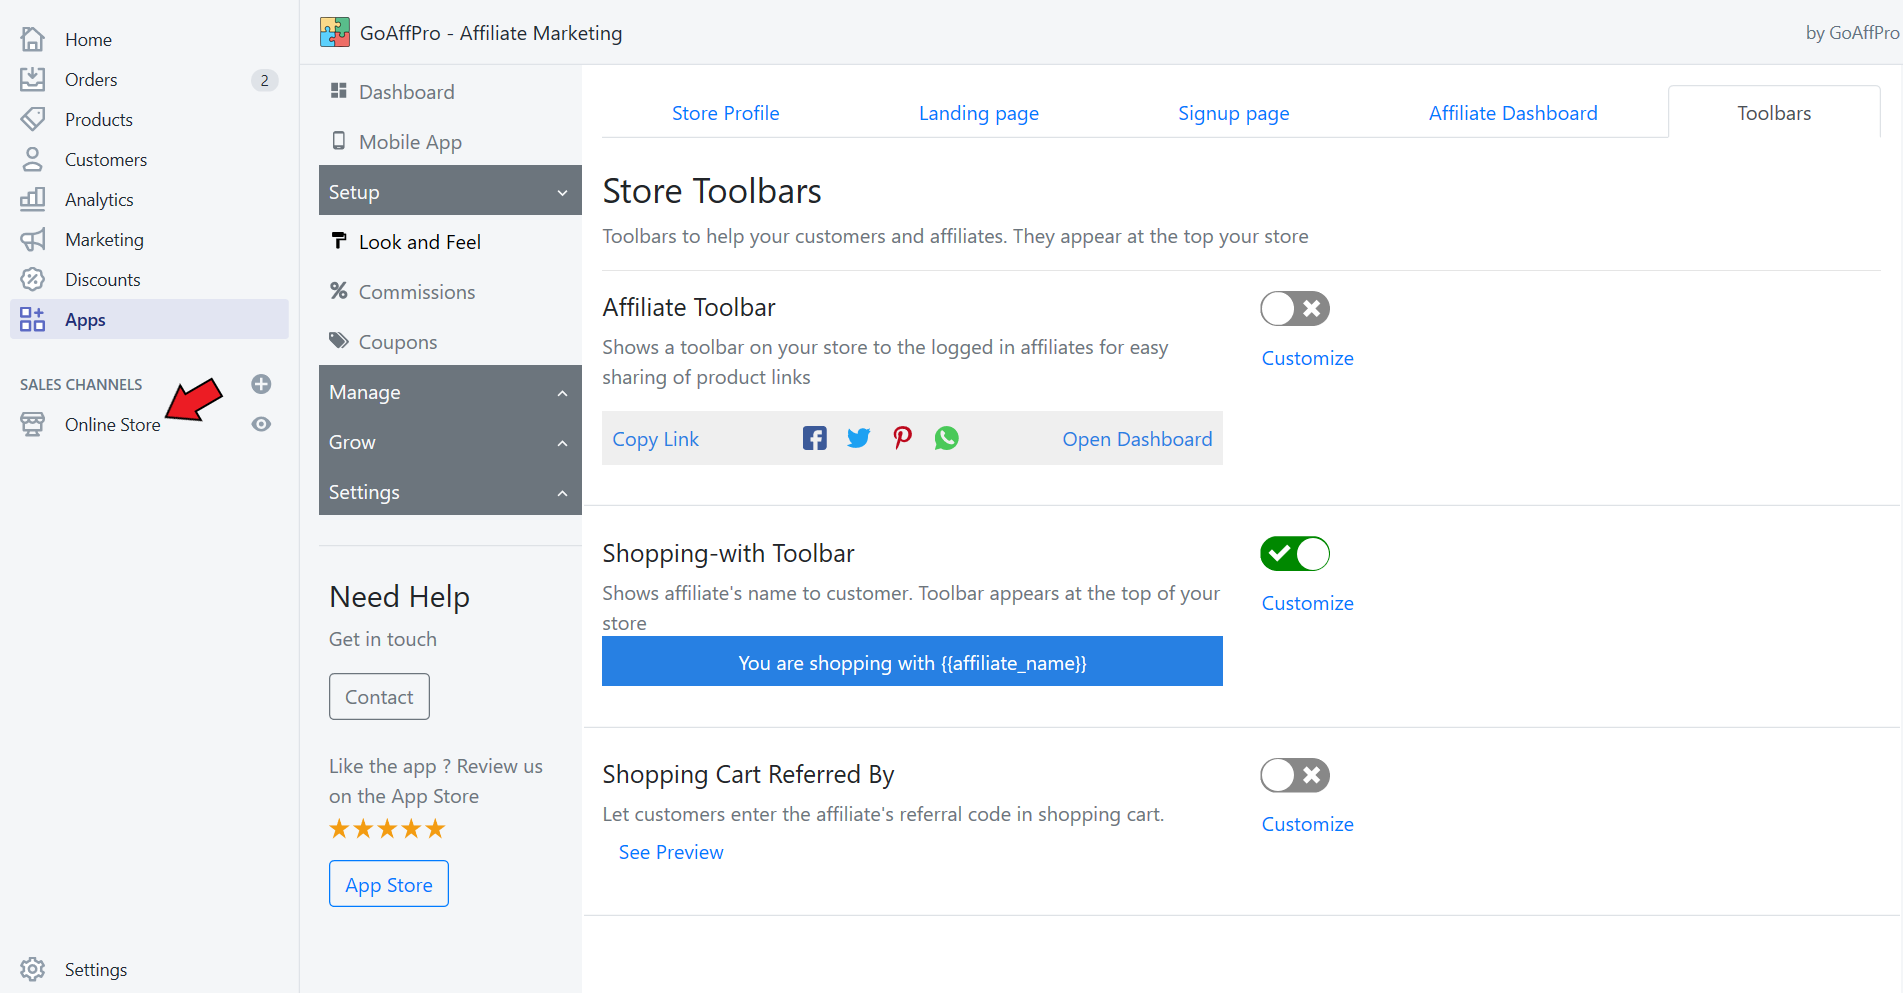 Home
Orders
2
Products
Customers
Analytics
Marketing
Discounts
Apps
SALES CHANNELS
Online Store
Settings
GoAffPro - Affiliate Marketing
by GoAffPro
Dashboard
Mobile App
Setup
Look and Feel
Commissions
Coupons
Manage
Grow
Settings
Need Help
Get in touch
Contact
Like the app ? Review us
on the App Store
App Store
Store Profile
Landing page
Signup page
Affiliate Dashboard
Toolbars
Store Toolbars
Toolbars to help your customers and affiliates. They appear at the top your store
Affiliate Toolbar
Shows a toolbar on your store to the logged in affiliates for easy
sharing of product links
Customize
Copy Link
Open Dashboard
Shopping-with Toolbar
Shows affiliate's name to customer. Toolbar appears at the top of your
store
Customize
You are shopping with {{affiliate_name}}
Shopping Cart Referred By
Let customers enter the affiliate's referral code in shopping cart.
Customize
See Preview